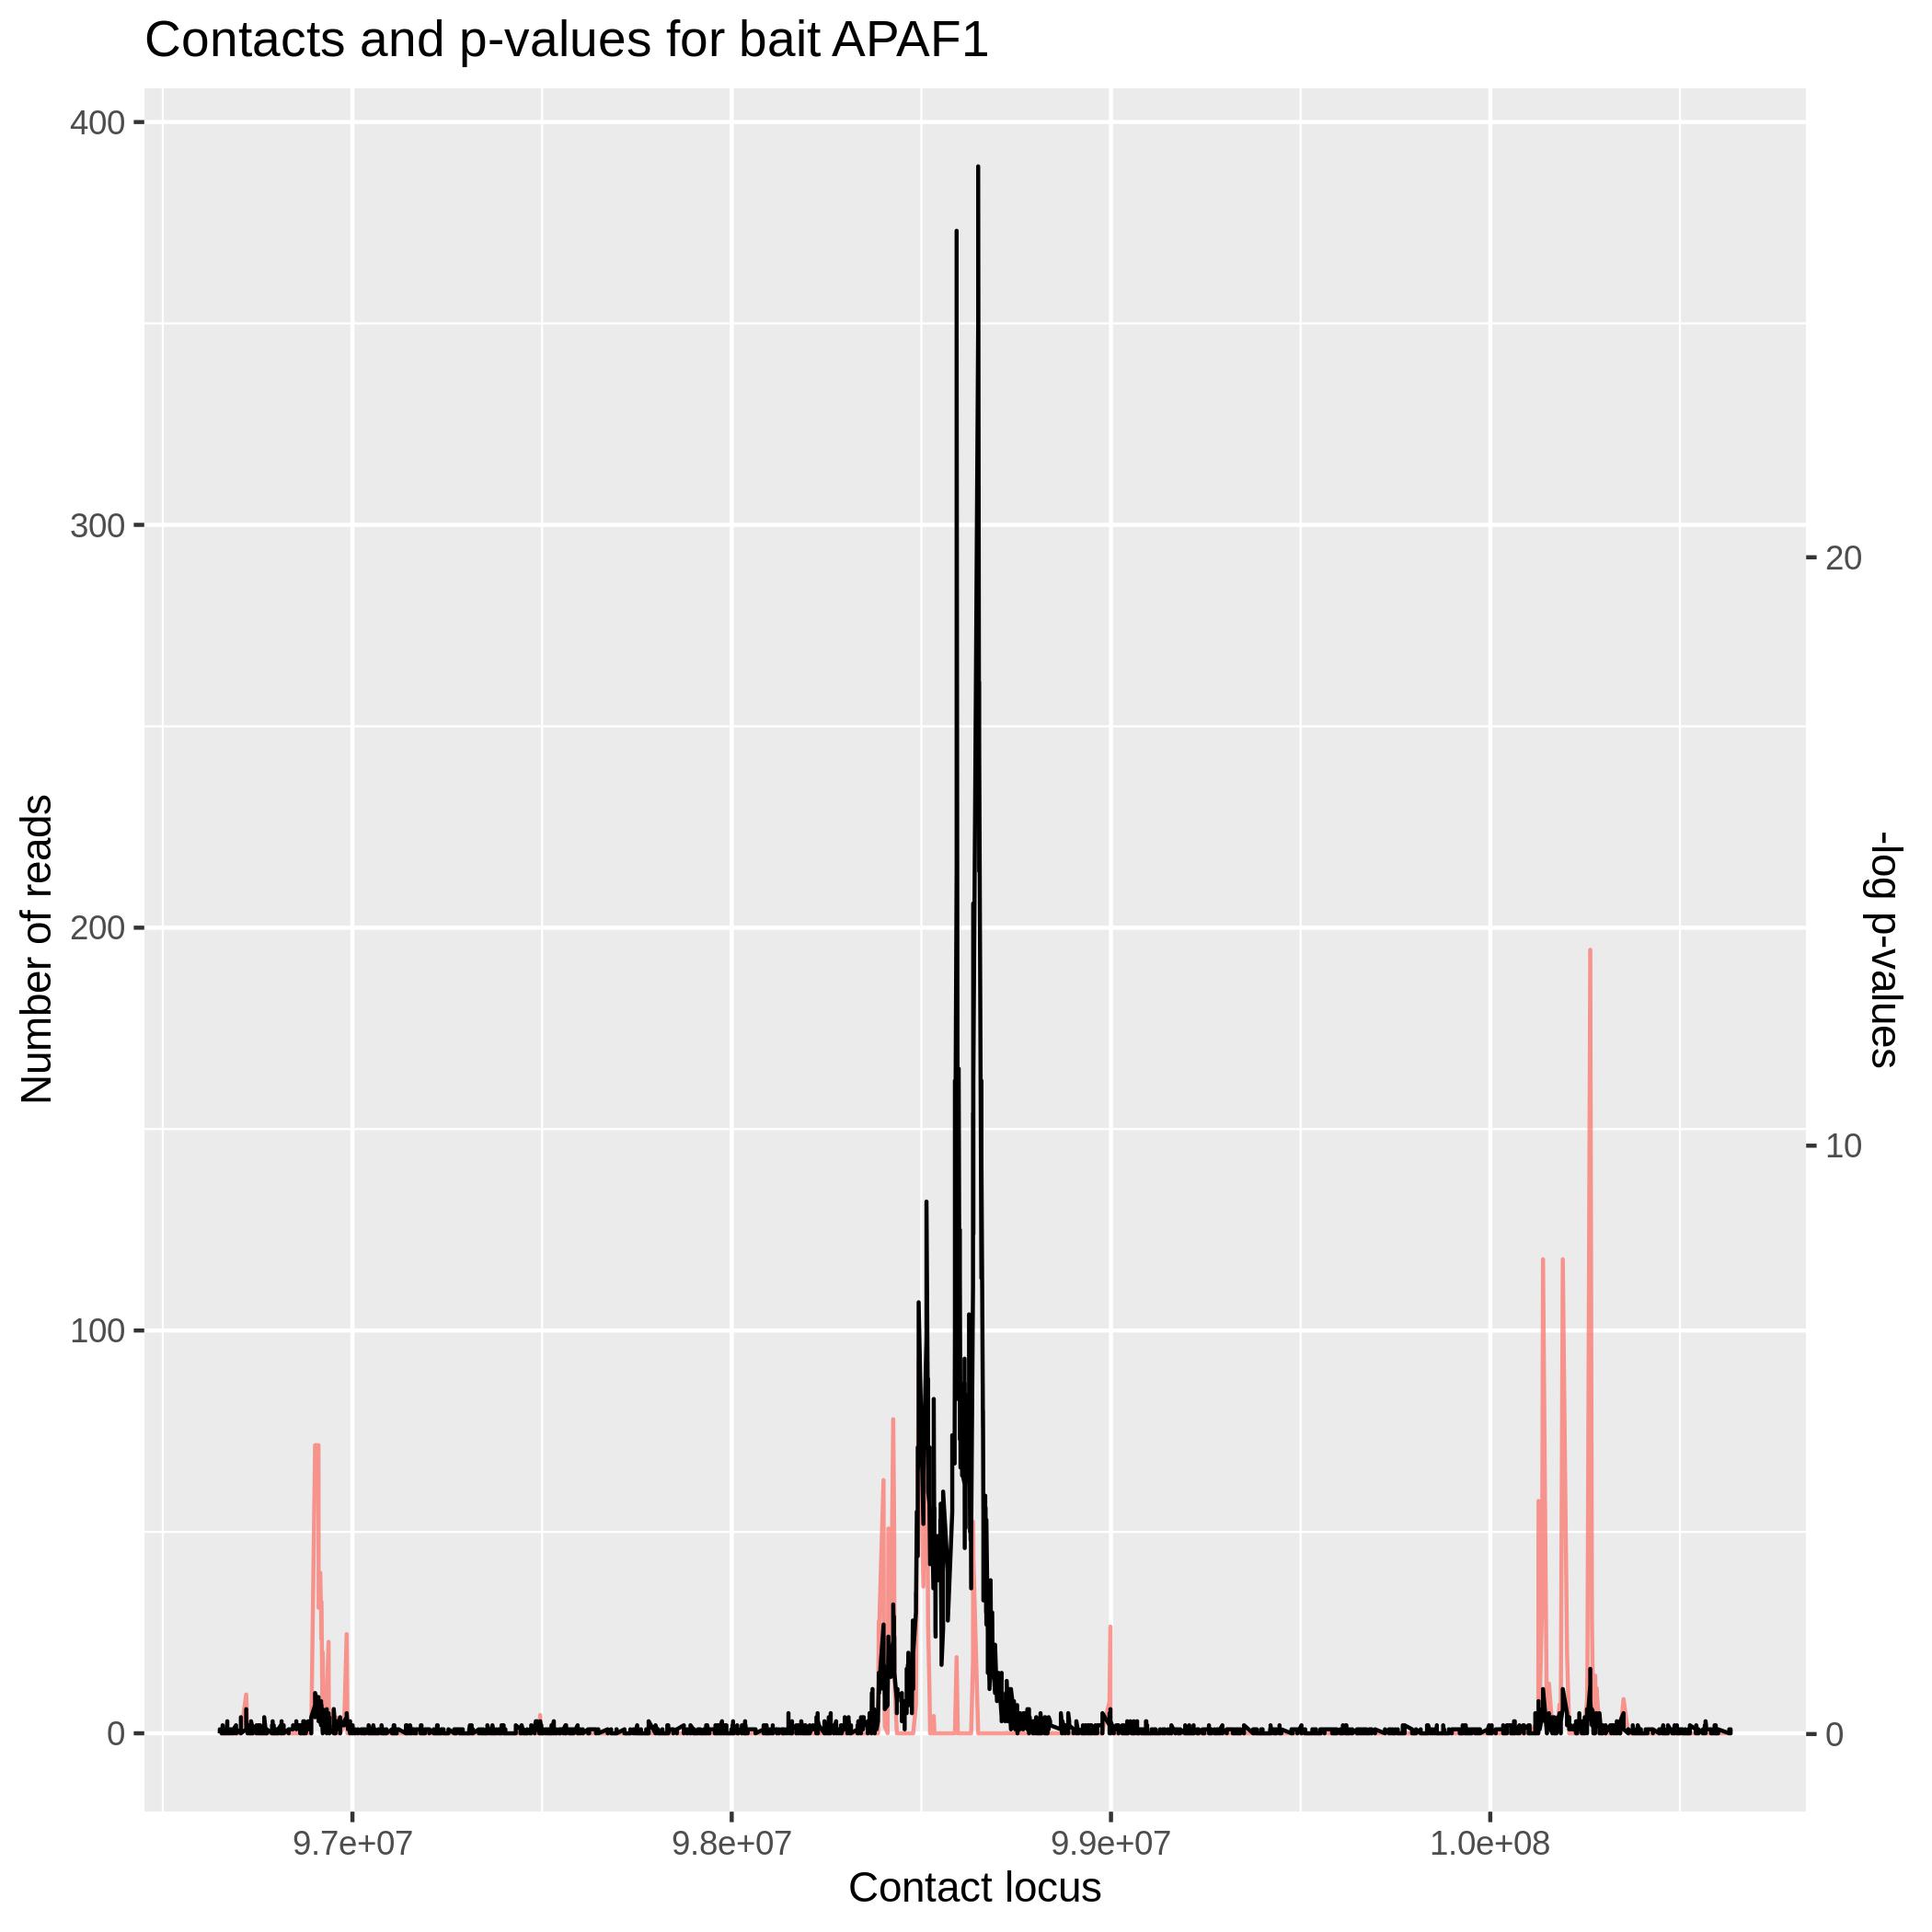 Contacts and p-values for bait APAF1
400
300
200
100
0
Number of reads
20
10
0
-log p-values
9.7e+07
9.8e+07
9.9e+07
1.0e+08
Contact locus